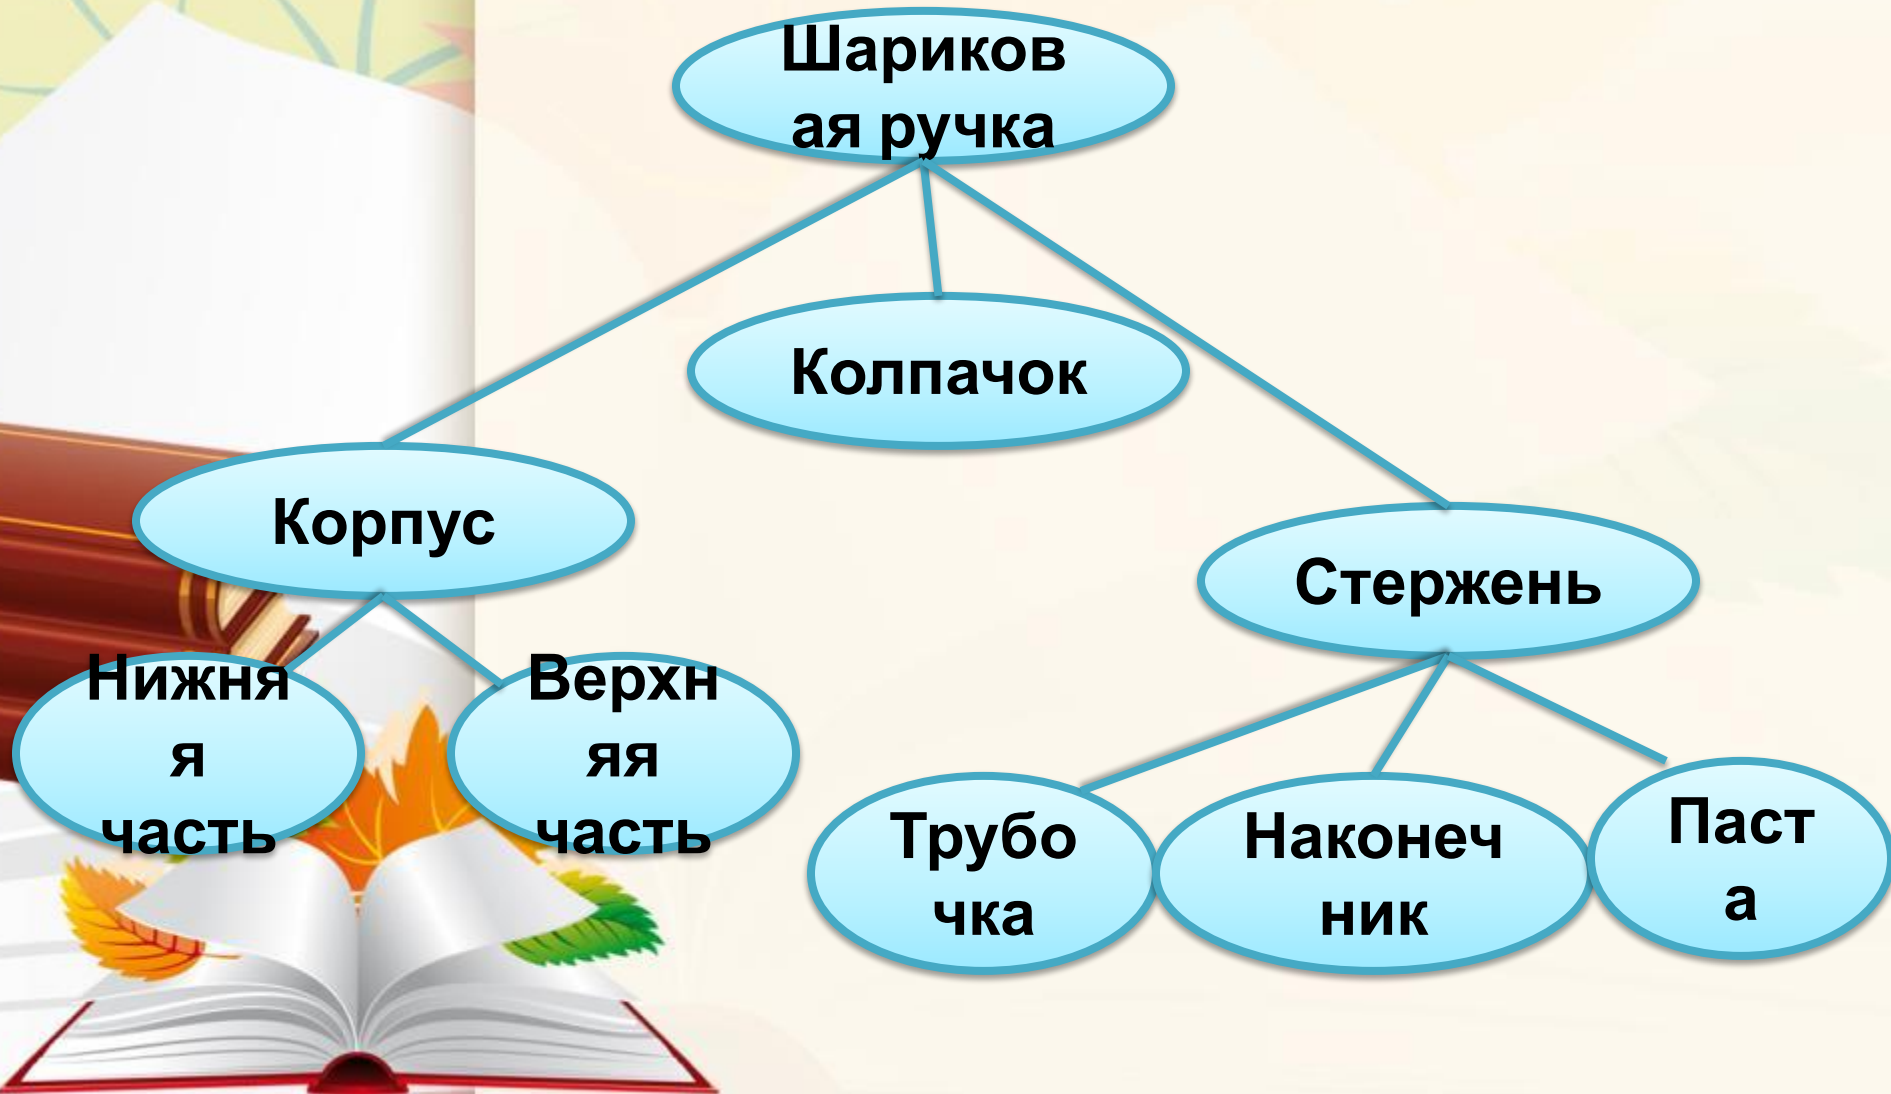 Шариков
ая ручка
Колпачок
Корпус
Стержень
Нижня
я
часть
Верхн
яя
часть
Трубо
чка
Наконеч
ник
Паст
а